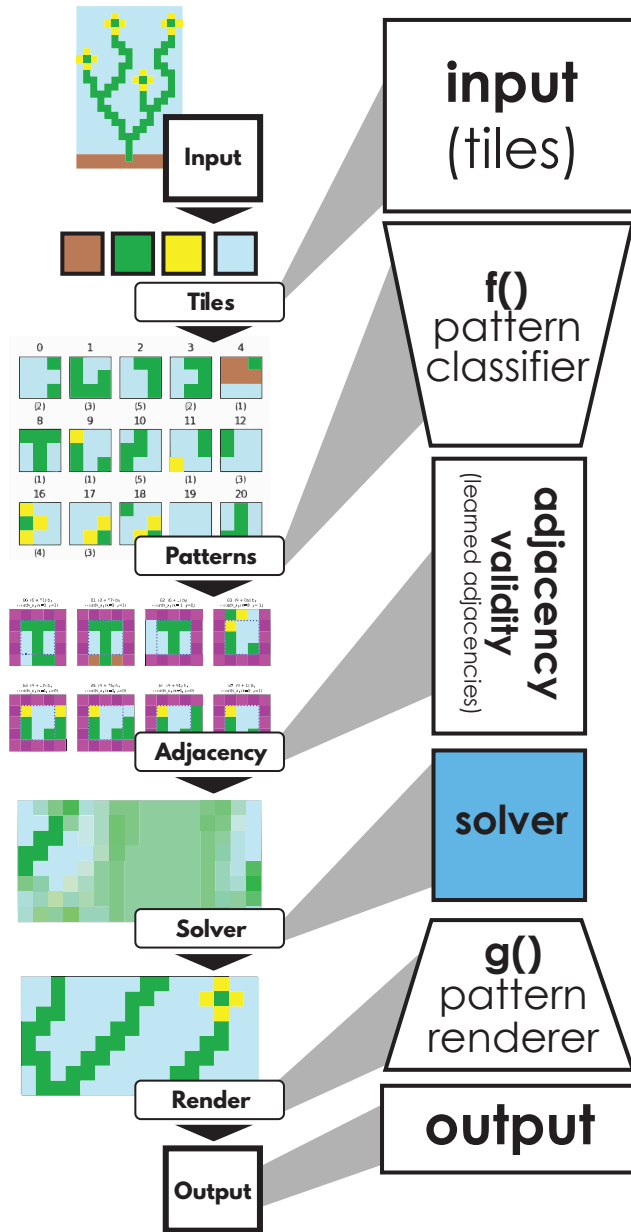 Input
Tiles
0 1 2 3 4
(2) (3) (5) (2) (1)
8 9 10 11 12
(1) (1) (5) (1) (3)
16 17 18 19 20
(4) (3)
Patterns
Adjacency
Solver
Render
Output
input
(tiles)
f()
pattern
classifier
adjacency
validity
(learned adjacencies)
solver
g()
pattern
renderer
output